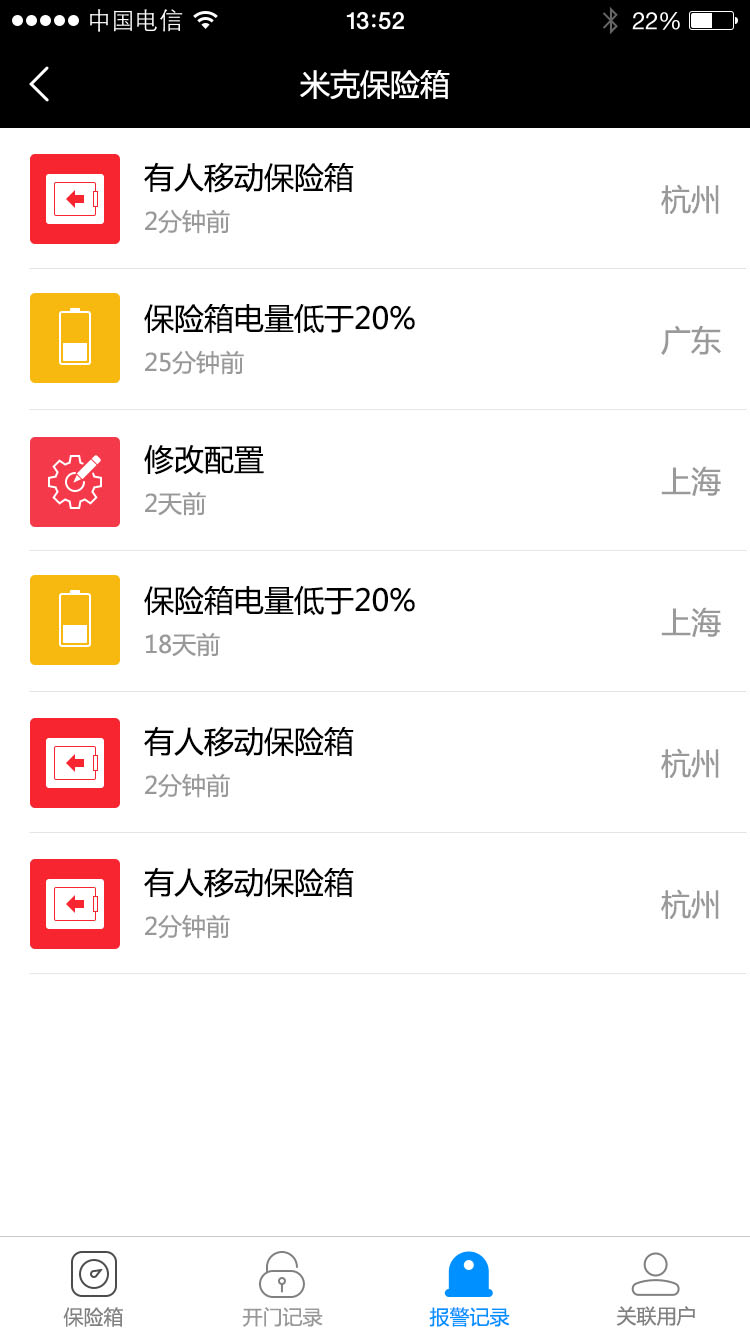 中国电信 13:52 22%
米克保险箱
有人移动保险箱
2分钟前
杭州
保险箱电量低于20%
25分钟前
广东
修改配置
2天前
上海
保险箱电量低于20%
18天前
上海
有人移动保险箱
2分钟前
杭州
有人移动保险箱
2分钟前
杭州
保险箱 开门记录 报警记录 关联用户